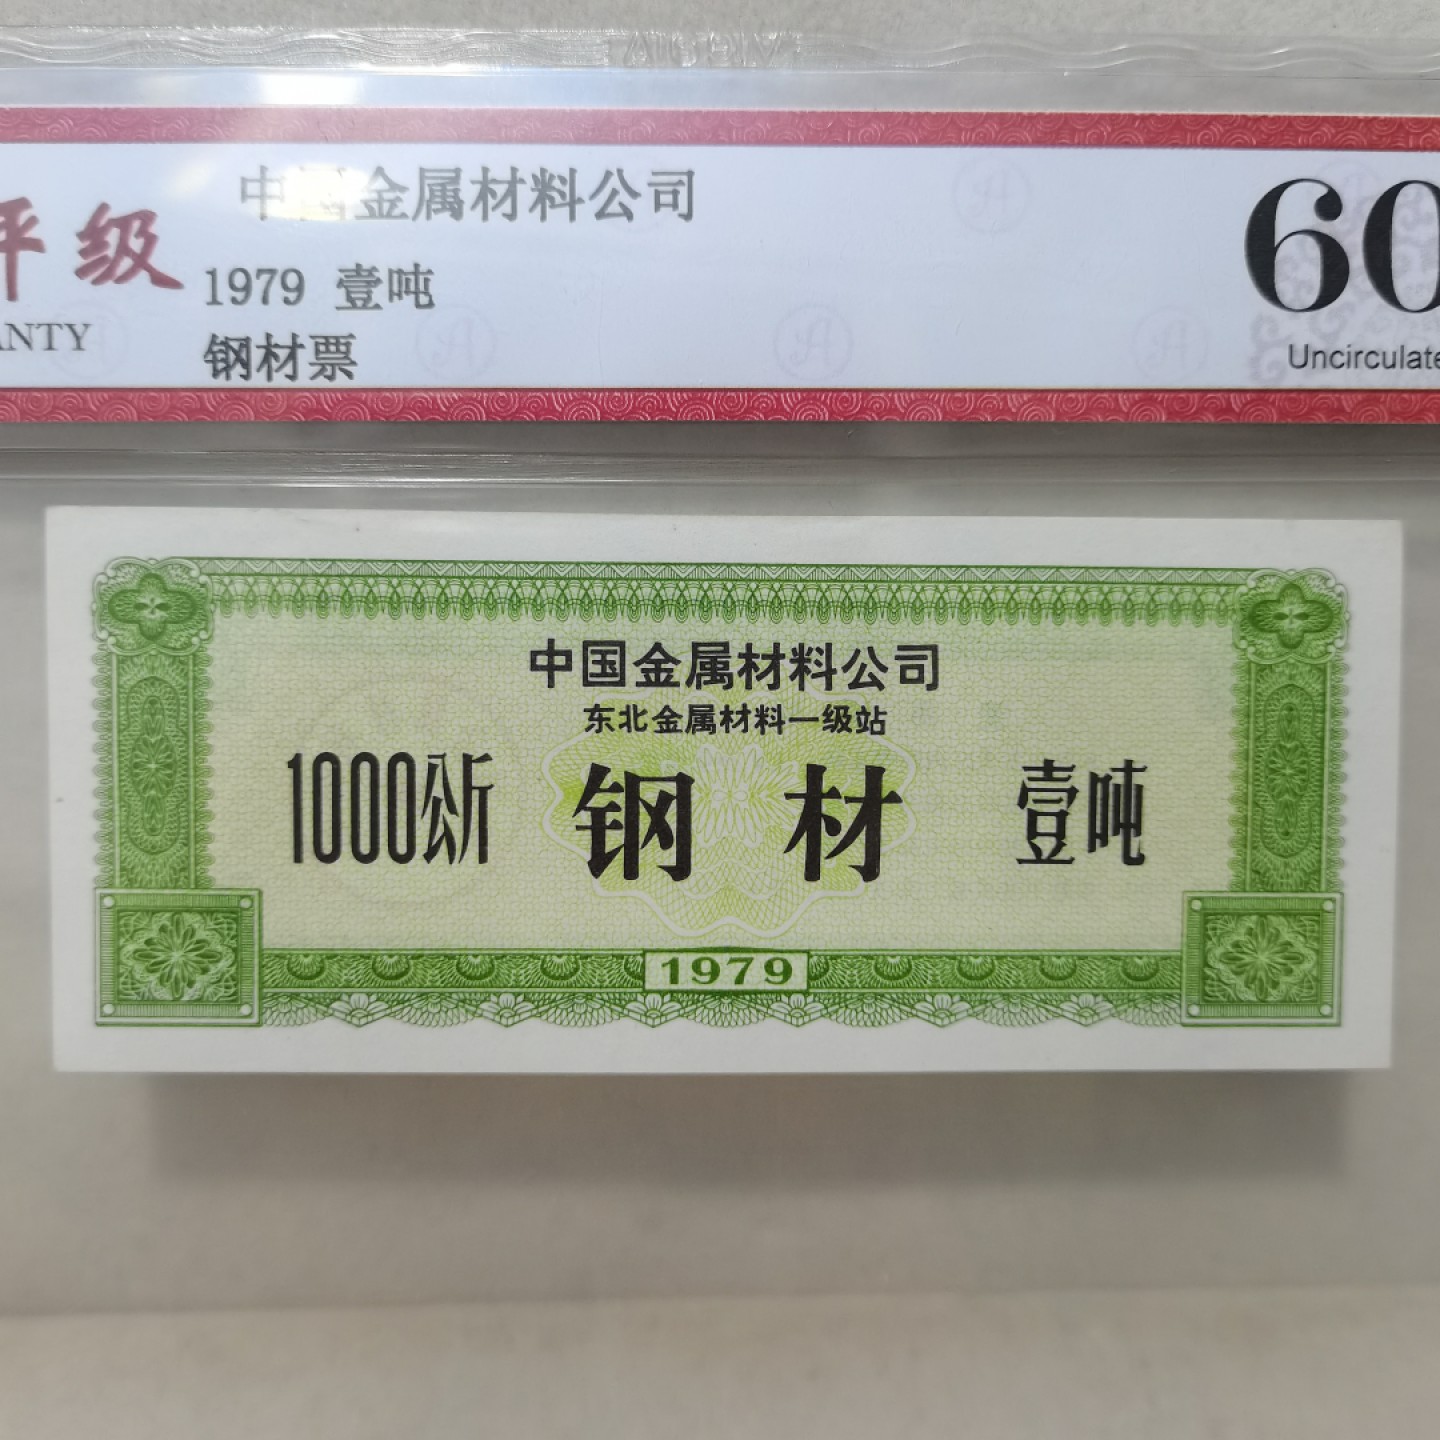 中国金属材料公司
评级
1979 壹吨
钢材票
60
Uncirculate
ANTY
中国金属材料公司
东北金属材料一级站
1000公斤 钢材 壹吨
1979